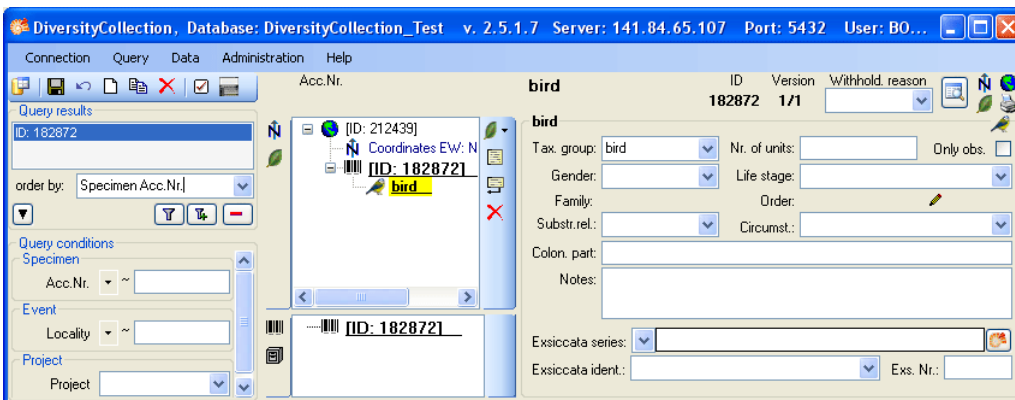 DiversityCollection, Database: DiversityCollection_Test v. 2.5.1.7 Server: 141.84.65.107 Port: 5432 User: BO...
Connection Query Data Administration Help
Query results
ID: 182872
order by: Specimen Acc.Nr.
Query conditions
Specimen
Acc.Nr. ~
Event
Locality ~
Project
Project
Acc.Nr.
[ID: 212439]
Coordinates EW: N
[ID: 182872]
bird
[ID: 182872]
bird
ID Version Withhold. reason
182872 1/1
bird
Tax. group: bird Nr. of units: Only obs.
Gender: Life stage:
Family: Order:
Substr.rel.: Circumst.:
Colon. part:
Notes:
Exsiccata series:
Exsiccata ident.: Exs. Nr.: